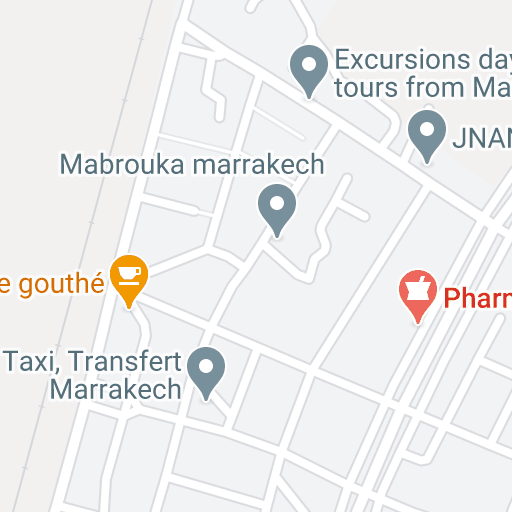 Excursions day
tours from Ma
JNAN
Mabrouka marrakech
e gouthé
Pharm
Taxi, Transfert
Marrakech